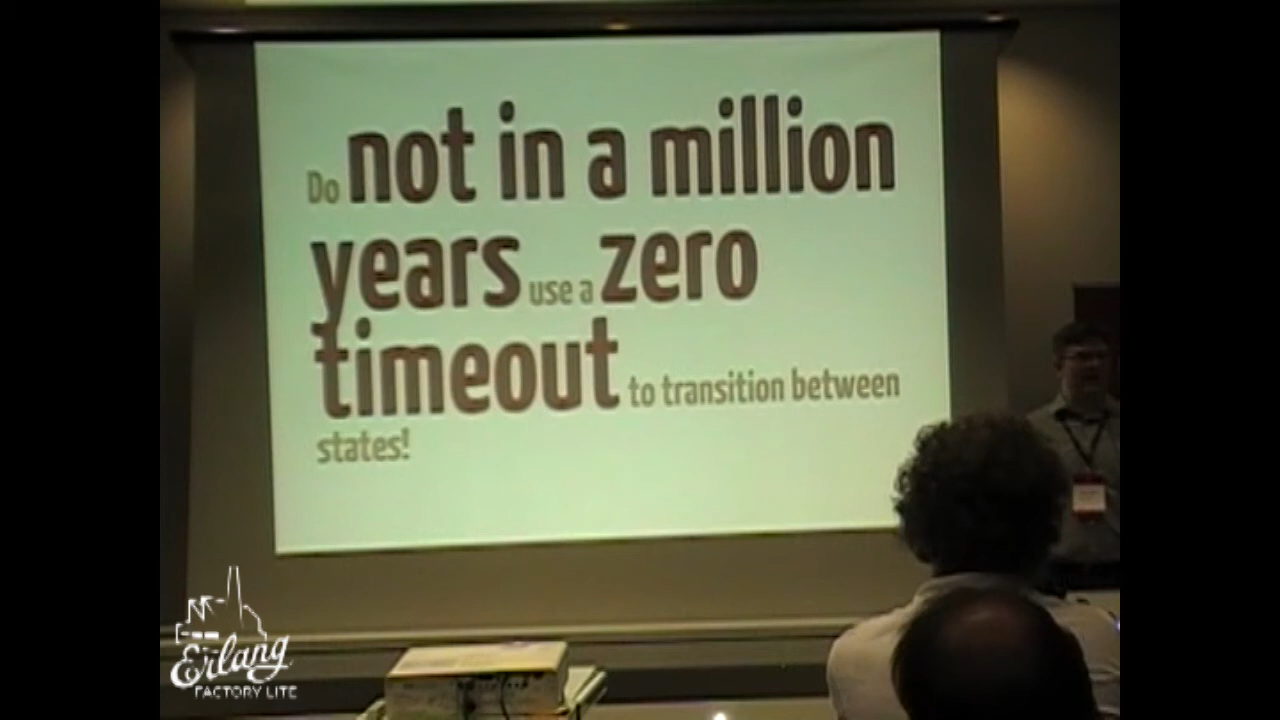 Do not in a million
years use a zero
timeout to transition between
states!
Erlang
FACTORY LITE